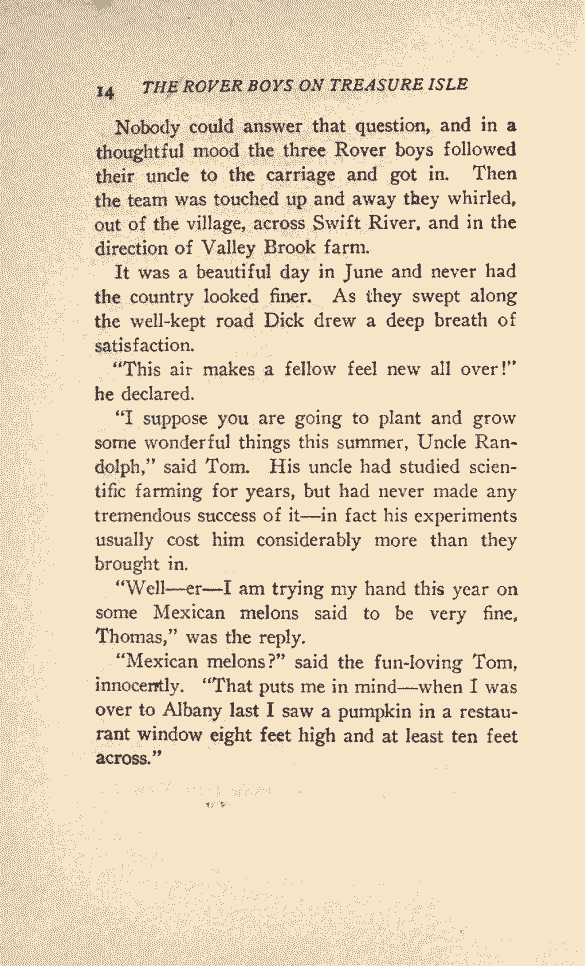 14 THE ROVER BOYS ON TREASURE ISLE
Nobody could answer that question, and in a
thoughtful mood the three Rover boys followed
their uncle to the carriage and got in. Then
the team was touched up and away they whirled,
out of the village, across Swift River, and in the
direction of Valley Brook farm.
It was a beautiful day in June and never had
the country looked finer. As they swept along
the well-kept road Dick drew a deep breath of
satisfaction.
"This air makes a fellow feel new all over!"
he declared.
"I suppose you are going to plant and grow
some wonderful things this summer, Uncle Ran-
dolph," said Tom. His uncle had studied scien-
tific farming for years, but had never made any
tremendous success of it—in fact his experiments
usually cost him considerably more than they
brought in.
"Well—er—I am trying my hand this year on
some Mexican melons said to be very fine,
Thomas," was the reply.
"Mexican melons?" said the fun-loving Tom,
innocently. "That puts me in mind—when I was
over to Albany last I saw a pumpkin in a restau-
rant window eight feet high and at least ten feet
across."